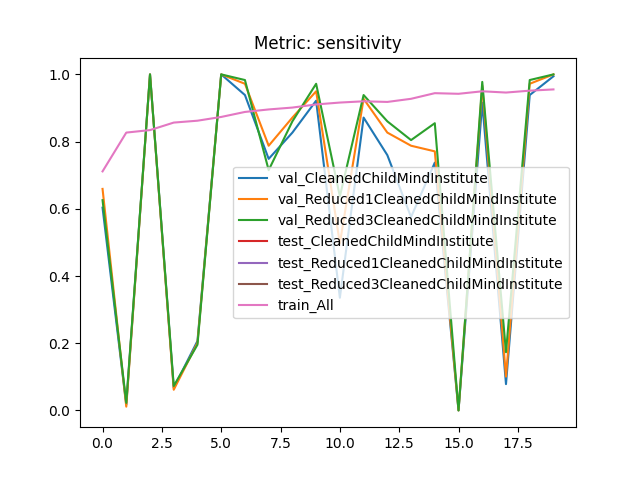 Metric: sensitivity
1.0
0.8
0.6
0.4
0.2
0.0
val_CleanedChildMindInstitute
val_Reduced1CleanedChildMindInstitute
val_Reduced3CleanedChildMindInstitute
test_CleanedChildMindInstitute
test_Reduced1CleanedChildMindInstitute
test_Reduced3CleanedChildMindInstitute
train_All
0.0 2.5 5.0 7.5 10.0 12.5 15.0 17.5